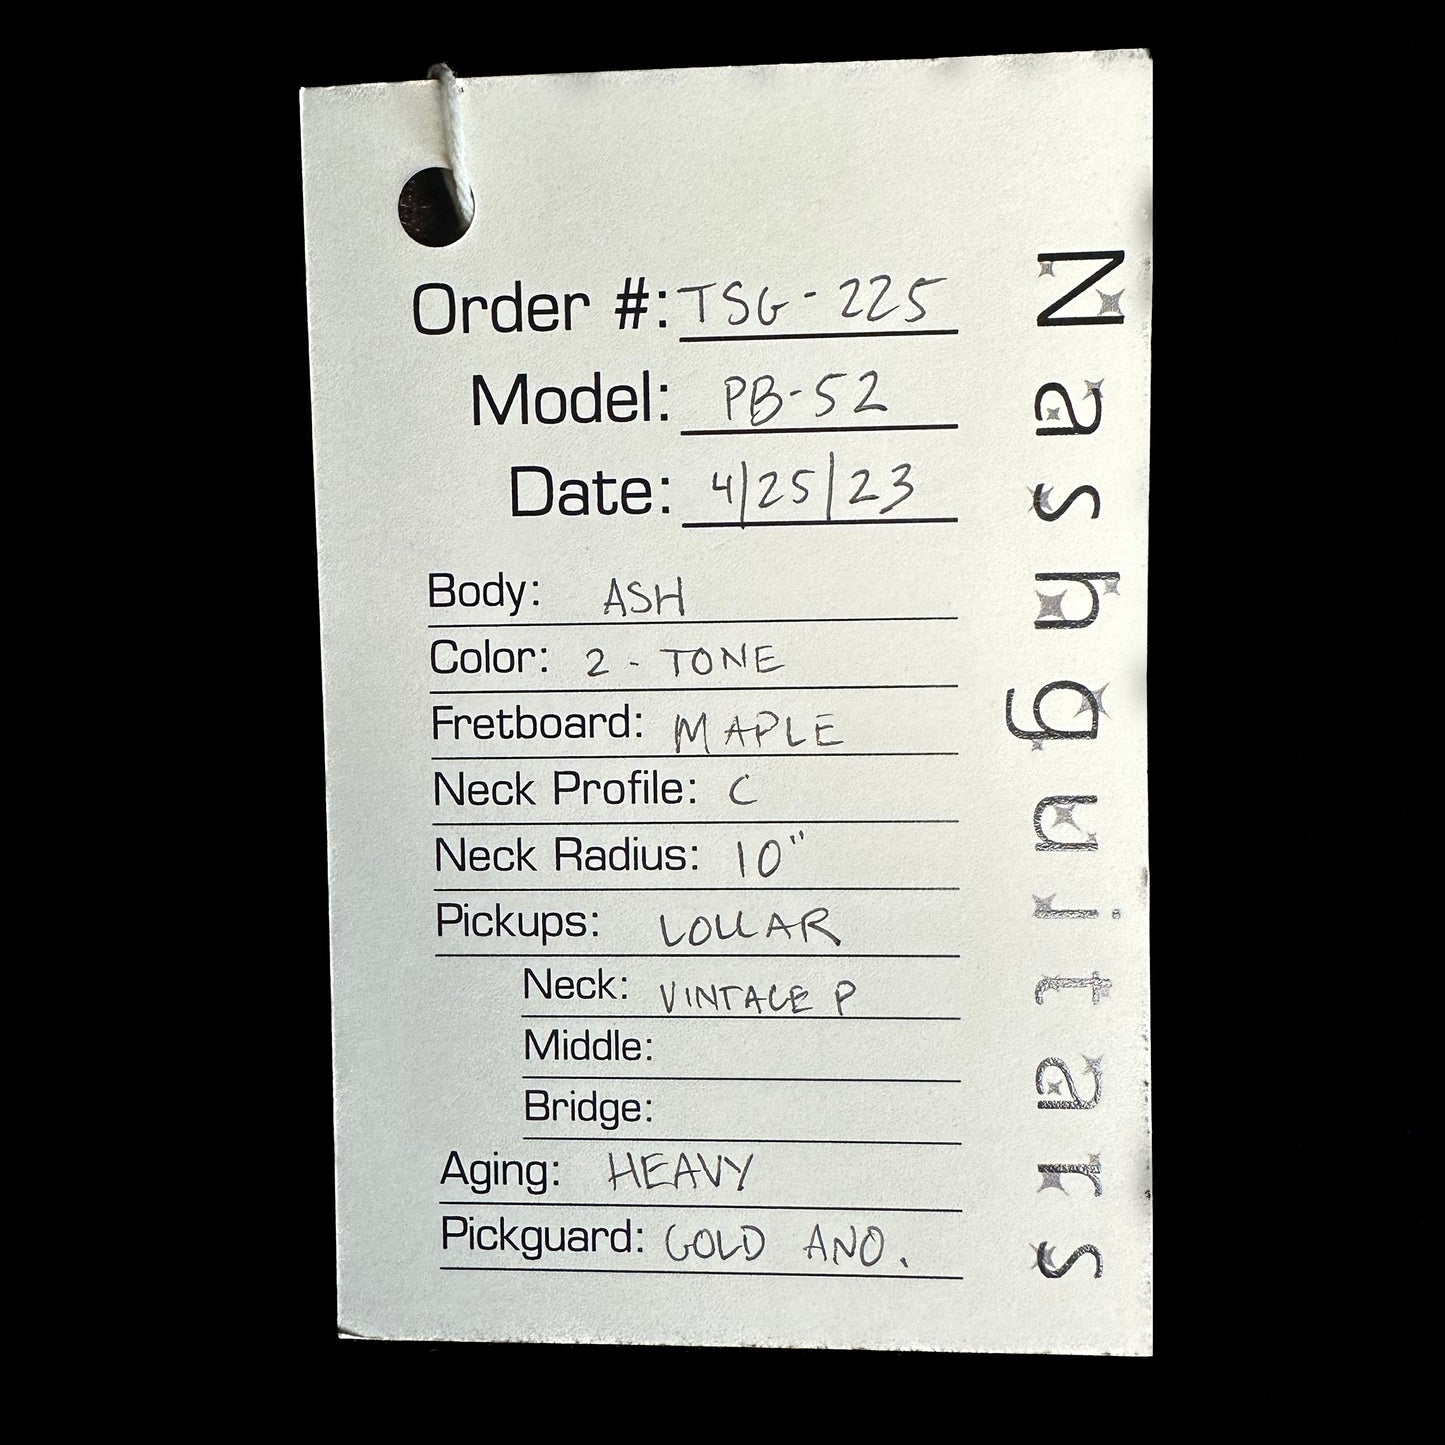 Order #: TSG-225
Model: PB-52
Date: 4/25/23
Body: ASH
Color: 2-TONE
Fretboard: MAPLE
Neck Profile: C
Neck Radius: 10"
Pickups: LOLLAR
Neck: VINTAGE P
Middle:
Bridge:
Aging: HEAVY
Pickguard: GOLD ANO.
Nashguitars